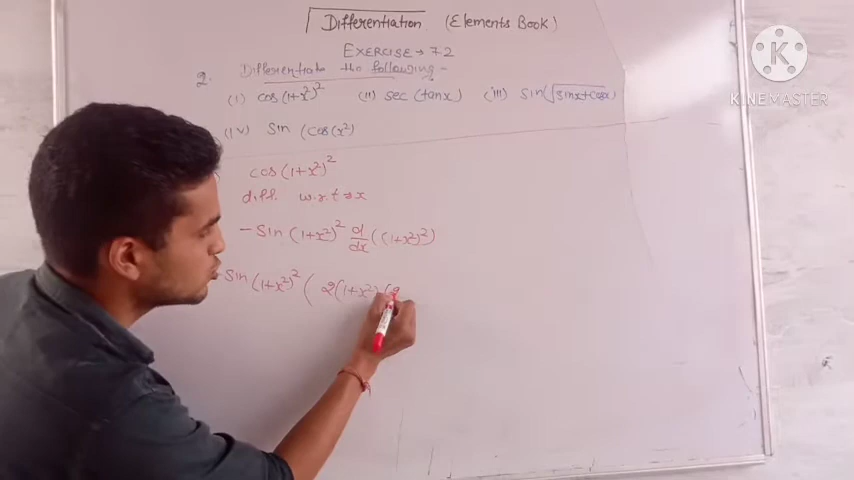 Differentiation (Elements Book)
EXERCISE → 7.2
2. Differentiate the following -
(i) cos(1+x²)² (ii) sec(tanx) (iii) sin(√sinx+cosx)
(iv) sin (cos(x²)
cos(1+x²)²
diff. w.r.t → x
-sin (1+x²)² d/dx ((1+x²)²)
sin(1+x²)² ( 2(1+x²)(2
K
KINEMASTER